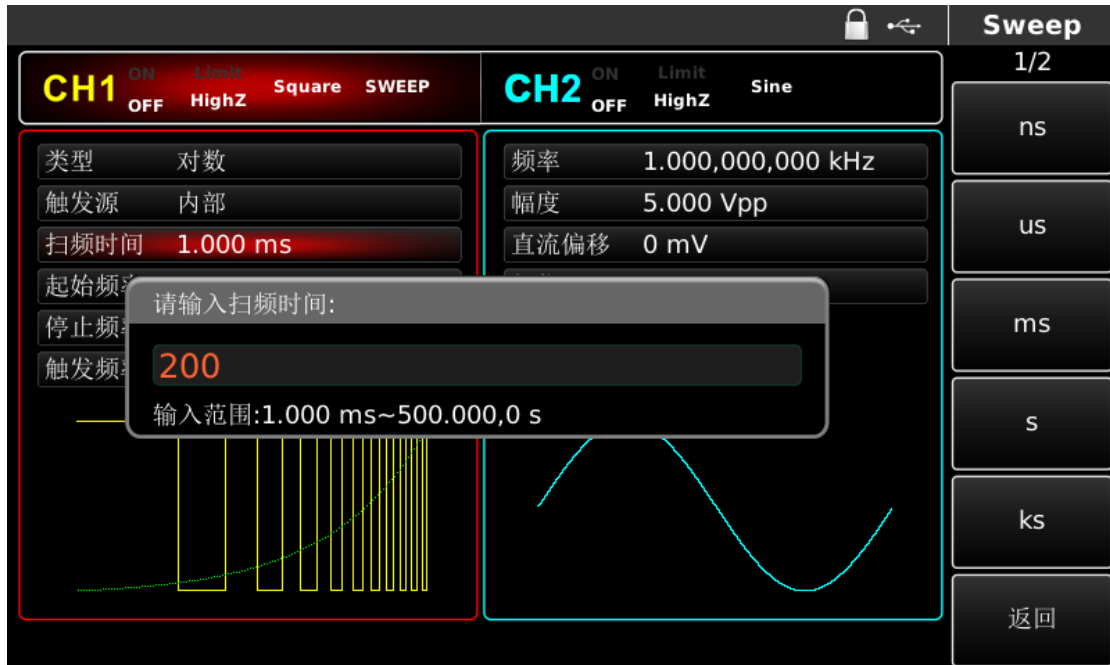 Sweep
1/2
CH1 ON OFF Limit HighZ Square SWEEP
CH2 ON OFF Limit HighZ Sine
类型 对数
触发源 内部
扫频时间 1.000 ms
起始频
停止频
触发频
频率 1.000,000,000 kHz
幅度 5.000 Vpp
直流偏移 0 mV
请输入扫频时间:
200
输入范围:1.000 ms~500.000,0 s
ns
us
ms
s
ks
返回